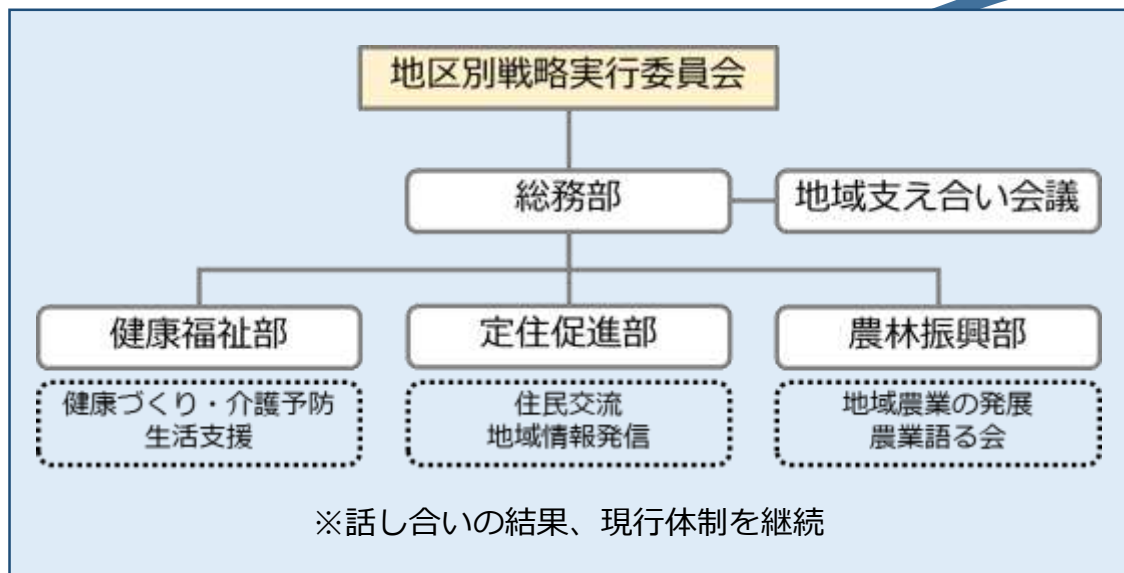 地区別戦略実行委員会
総務部
地域支え合い会議
健康福祉部
定住促進部
農林振興部
健康づくり・介護予防
生活支援
住民交流
地域情報発信
地域農業の発展
農業語る会
※話し合いの結果、現行体制を継続